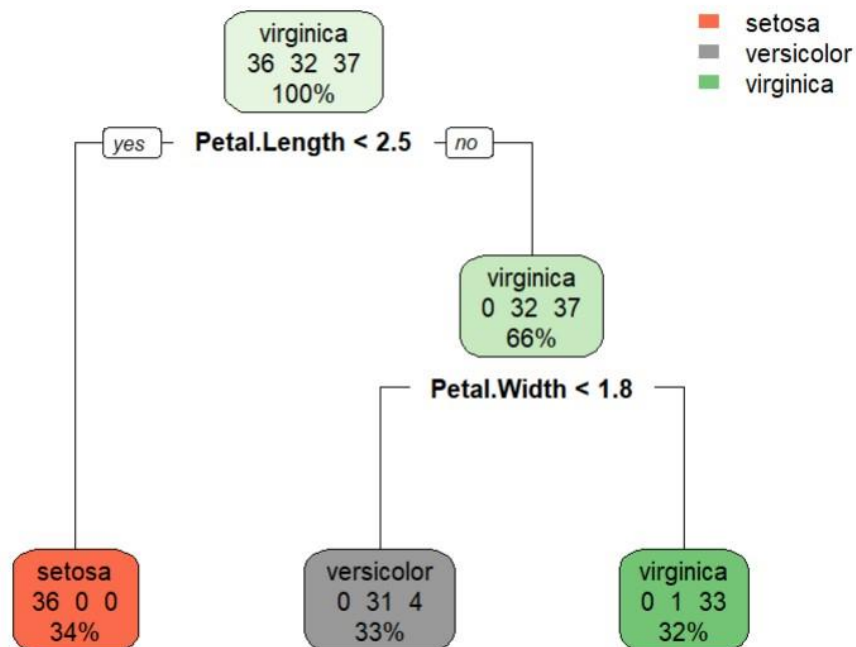 virginica
36 32 37
100%
setosa
versicolor
virginica
yes
Petal.Length < 2.5
no
virginica
0 32 37
66%
Petal.Width < 1.8
setosa
36 0 0
34%
versicolor
0 31 4
33%
virginica
0 1 33
32%